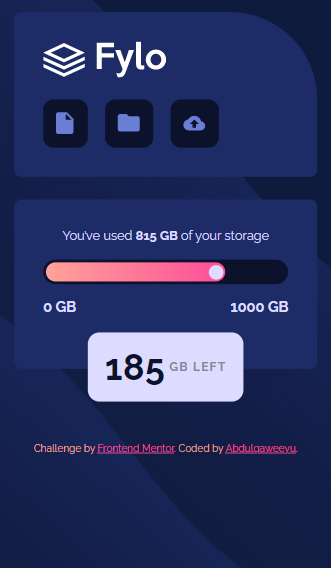 Fylo
You've used 815 GB of your storage
0 GB 1000 GB
185 GB LEFT
Challenge by Frontend Mentor. Coded by Abdulqaweeyu.